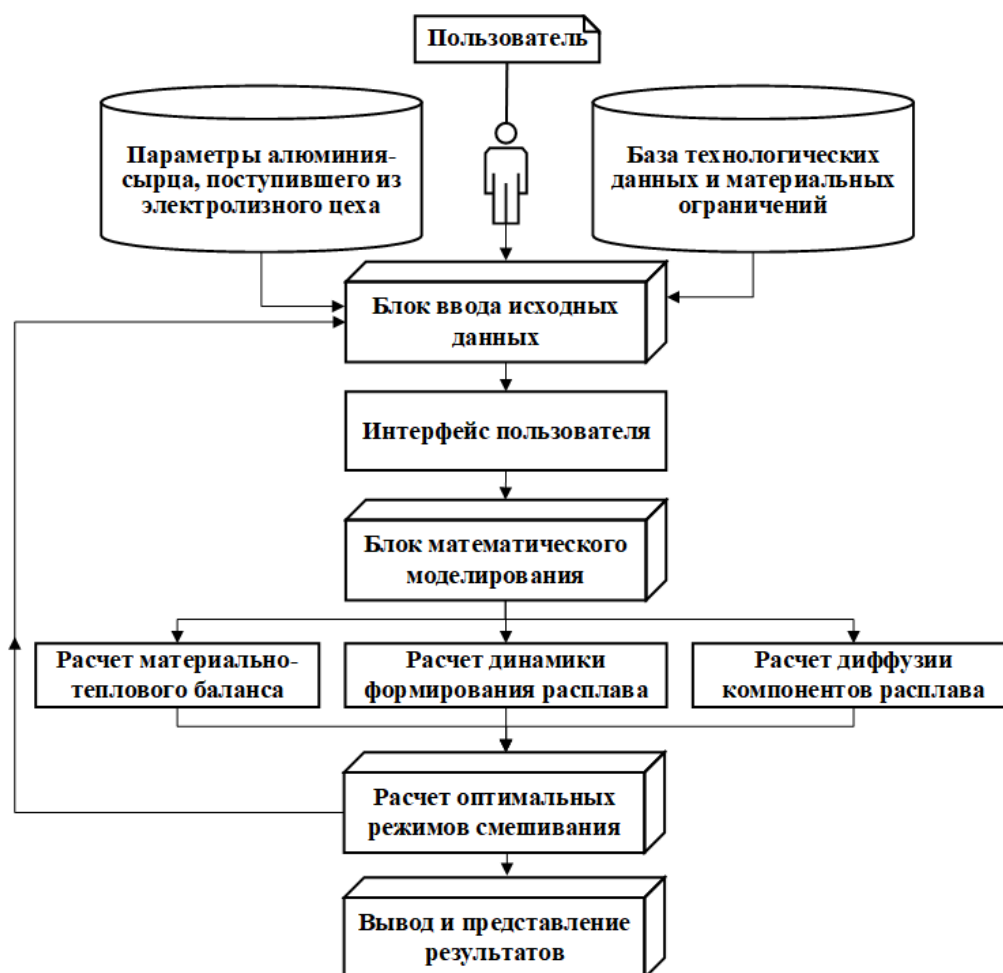 Пользователь
Параметры алюминия-
сырца, поступившего из
электролизного цеха
База технологических
данных и материальных
ограничений
Блок ввода исходных
данных
Интерфейс пользователя
Блок математического
моделирования
Расчет материально-
теплового баланса
Расчет динамики
формирования расплава
Расчет диффузии
компонентов расплава
Расчет оптимальных
режимов смешивания
Вывод и представление
результатов